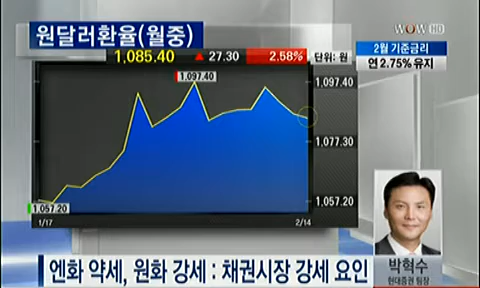 원달러환율(월중)
WOW HD
1,085.40 ▲ 27.30 2.58% 단위: 원
2월 기준금리
연 2.75% 유지
1,097.40
1,097.40
1,077.30
1,057.20
1,057.20
1/17 2/14
박혁수
현대증권 팀장
엔화 약세, 원화 강세 : 채권시장 강세 요인